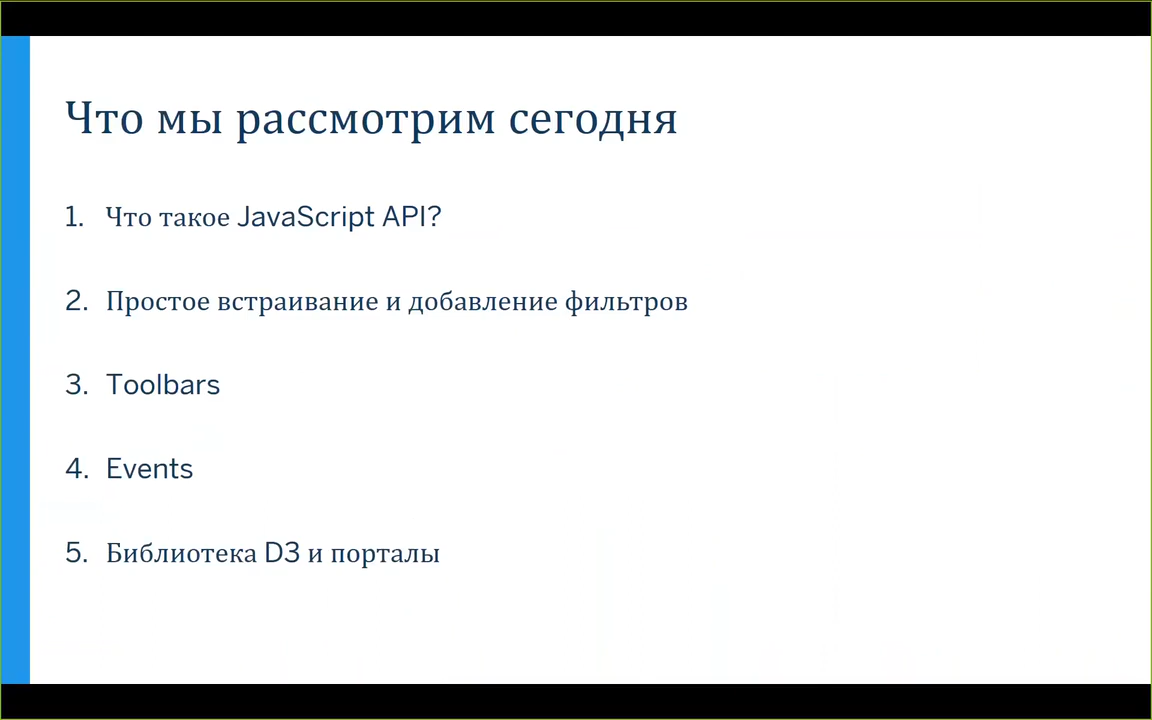 Что мы рассмотрим сегодня
1. Что такое JavaScript API?
2. Простое встраивание и добавление фильтров
3. Toolbars
4. Events
5. Библиотека D3 и порталы